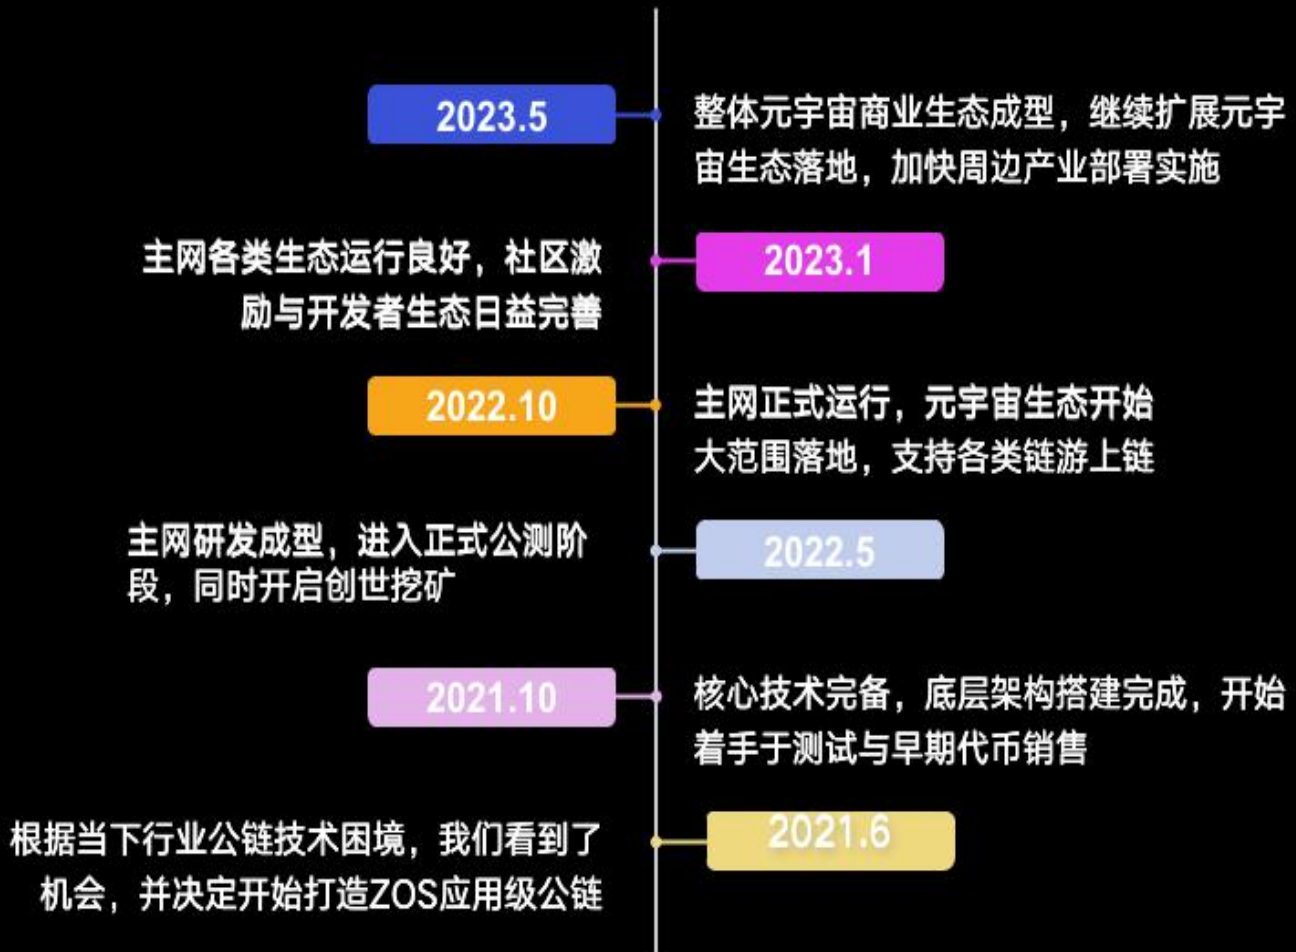 2023.5
整体元宇宙商业生态成型，继续扩展元宇
宙生态落地，加快周边产业部署实施
2023.1
主网各类生态运行良好，社区激
励与开发者生态日益完善
2022.10
主网正式运行，元宇宙生态开始
大范围落地，支持各类链游上链
2022.5
主网研发成型，进入正式公测阶
段，同时开启创世挖矿
2021.10
核心技术完备，底层架构搭建完成，开始
着手于测试与早期代币销售
2021.6
根据当下行业公链技术困境，我们看到了
机会，并决定开始打造ZOS应用级公链